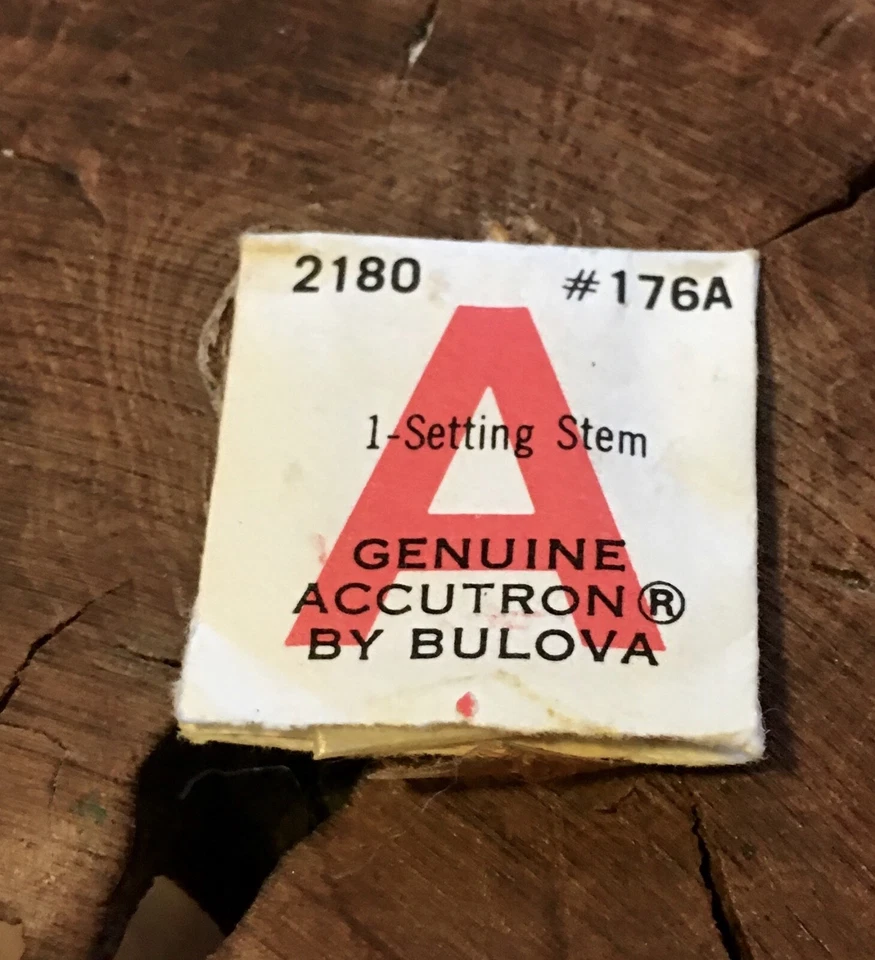 2180 #176A
1-Setting Stem
GENUINE
ACCUTRON®
BY BULOVA